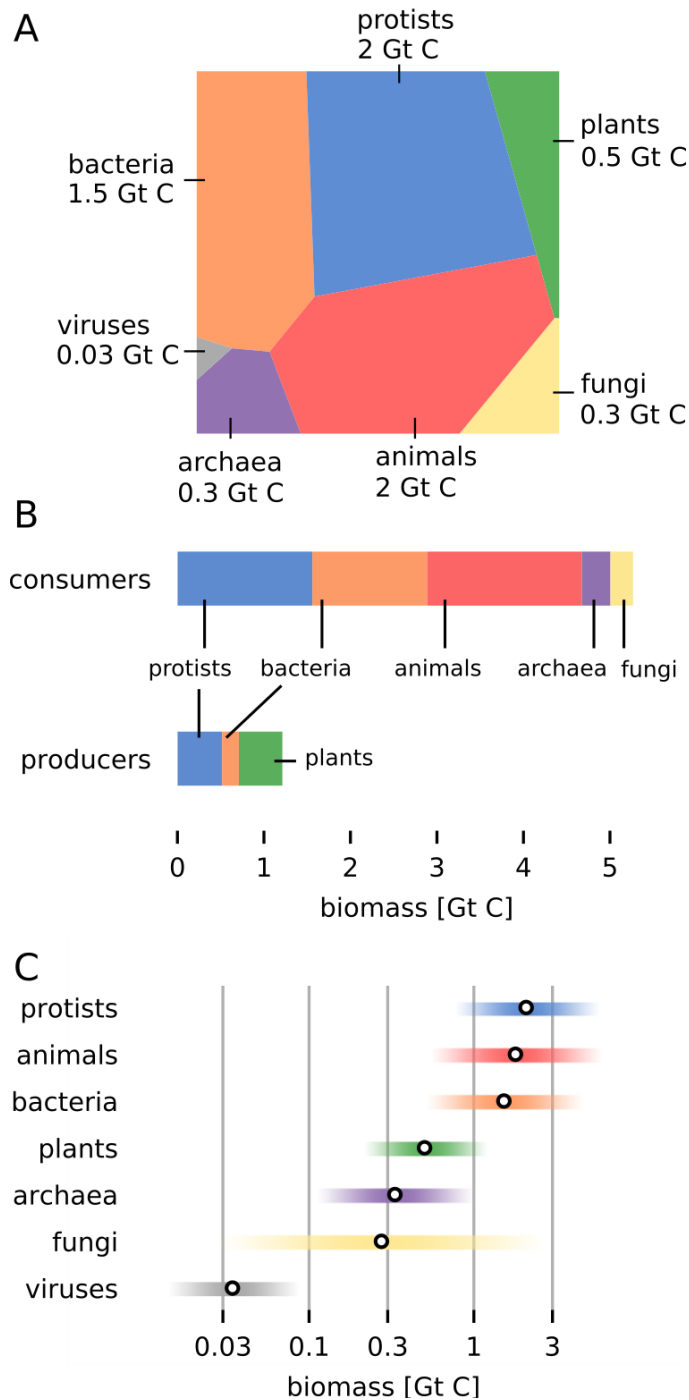 A
protists
2 Gt C
plants
0.5 Gt C
bacteria
1.5 Gt C
viruses
0.03 Gt C
fungi
0.3 Gt C
archaea
0.3 Gt C
animals
2 Gt C
B
consumers
protists bacteria animals archaea fungi
producers plants
0 1 2 3 4 5
biomass [Gt C]
C
protists
animals
bacteria
plants
archaea
fungi
viruses
0.03 0.1 0.3 1 3
biomass [Gt C]